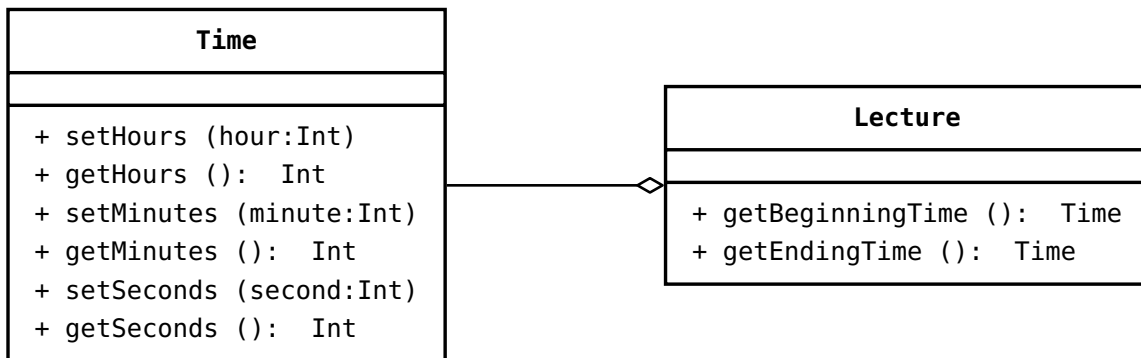 Time
+ setHours (hour:Int)
+ getHours ():  Int
+ setMinutes (minute:Int)
+ getMinutes ():  Int
+ setSeconds (second:Int)
+ getSeconds ():  Int
Lecture
+ getBeginningTime ():  Time
+ getEndingTime ():  Time